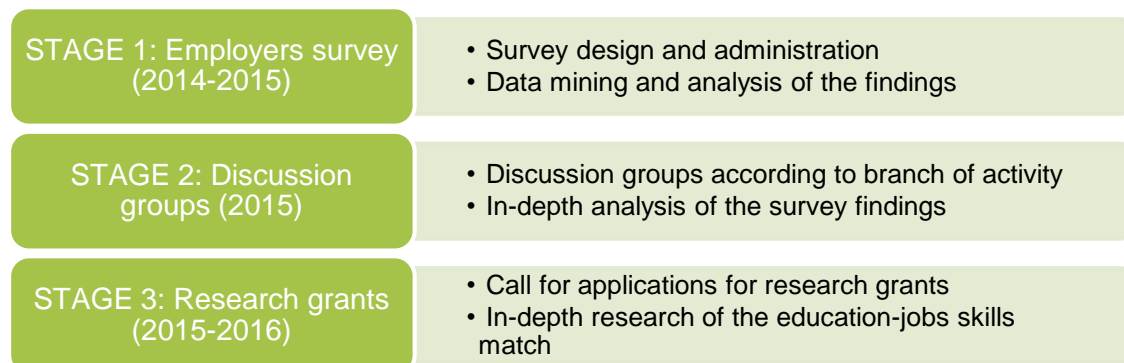 STAGE 1: Employers survey
(2014-2015)
• Survey design and administration
• Data mining and analysis of the findings
STAGE 2: Discussion
groups (2015)
• Discussion groups according to branch of activity
• In-depth analysis of the survey findings
STAGE 3: Research grants
(2015-2016)
• Call for applications for research grants
• In-depth research of the education-jobs skills
match